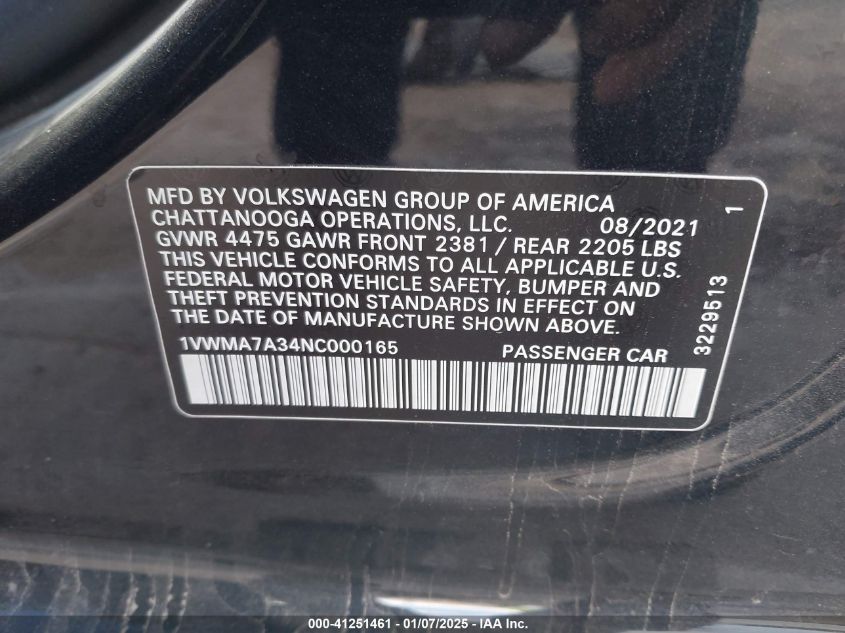 MFD BY VOLKSWAGEN GROUP OF AMERICA
CHATTANOOGA OPERATIONS, LLC. 08/2021 1
GVWR 4475 GAWR FRONT 2381 / REAR 2205 LBS
THIS VEHICLE CONFORMS TO ALL APPLICABLE U.S.
FEDERAL MOTOR VEHICLE SAFETY, BUMPER AND
THEFT PREVENTION STANDARDS IN EFFECT ON
THE DATE OF MANUFACTURE SHOWN ABOVE.
3229513
1VWMA7A34NC000165 PASSENGER CAR
000-41251461 - 01/07/2025 - IAA Inc.